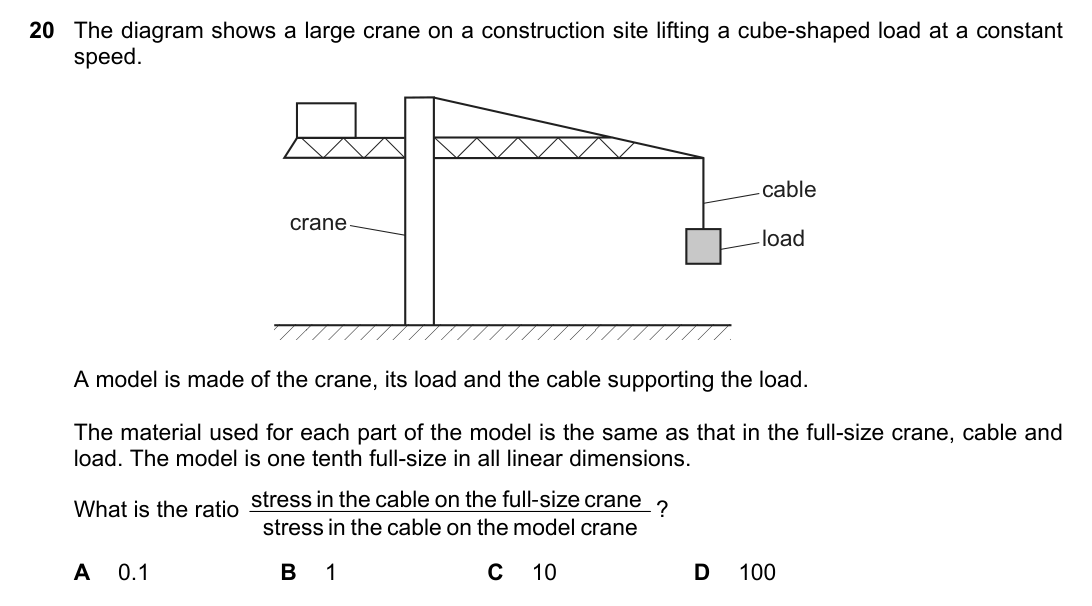 20 The diagram shows a large crane on a construction site lifting a cube-shaped load at a constant
speed.
crane
cable
load
A model is made of the crane, its load and the cable supporting the load.
The material used for each part of the model is the same as that in the full-size crane, cable and
load. The model is one tenth full-size in all linear dimensions.
What is the ratio stress in the cable on the full-size crane / stress in the cable on the model crane ?
A 0.1 B 1 C 10 D 100